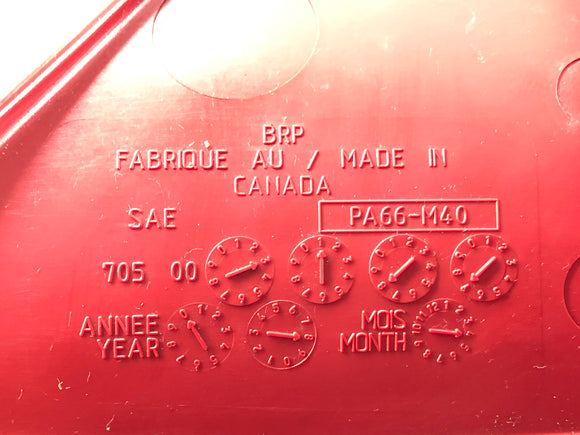 BRP
FABRIQUE AU / MADE IN
CANADA
SAE PA66-M40
705 00
ANNEE
YEAR
MOIS
MONTH